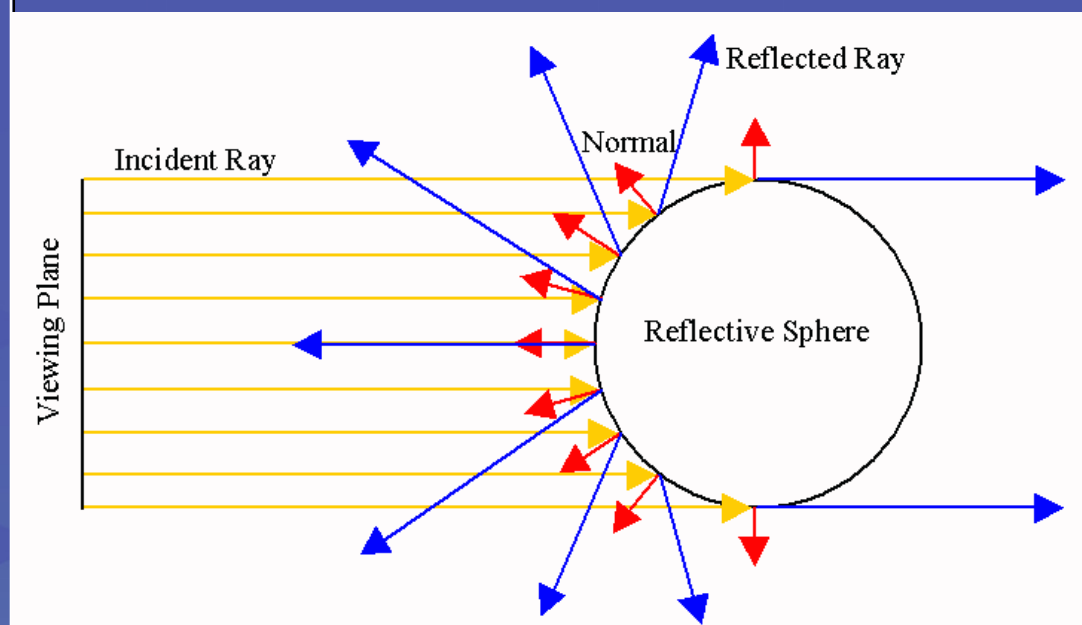 Reflected Ray
Normal
Incident Ray
Viewing Plane
Reflective Sphere